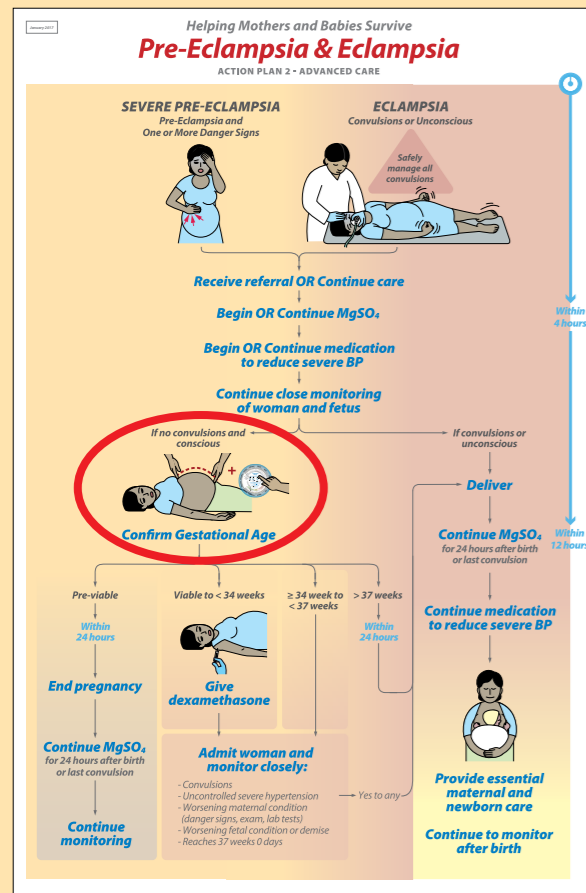 January 2017
Helping Mothers and Babies Survive
Pre-Eclampsia & Eclampsia
ACTION PLAN 2 - ADVANCED CARE
SEVERE PRE-ECLAMPSIA
Pre-Eclampsia and
One or More Danger Signs
ECLAMPSIA
Convulsions or Unconscious
Safely
manage all
convulsions
Receive referral OR Continue care
Begin OR Continue MgSO₄
Begin OR Continue medication
to reduce severe BP
Continue close monitoring
of woman and fetus
Within
4 hours
If no convulsions and
conscious
+
Confirm Gestational Age
If convulsions or
unconscious
Deliver
Continue MgSO₄
for 24 hours after birth
or last convulsion
Within
12 hours
Continue medication
to reduce severe BP
Provide essential
maternal and
newborn care
Continue to monitor
after birth
Pre-viable
Within
24 hours
End pregnancy
Continue MgSO₄
for 24 hours after birth
or last convulsion
Continue
monitoring
Viable to < 34 weeks
Give
dexamethasone
≥ 34 week to
< 37 weeks
> 37 weeks
Within
24 hours
Admit woman and
monitor closely:
- Convulsions
- Uncontrolled severe hypertension
- Worsening maternal condition
(danger signs, exam, lab tests)
- Worsening fetal condition or demise
- Reaches 37 weeks 0 days
Yes to any